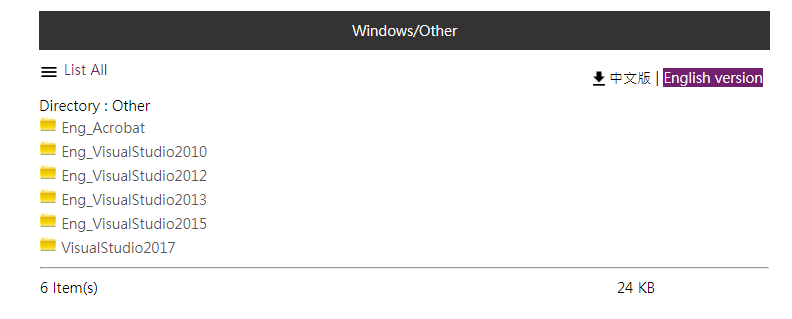 Windows/Other
List All
中文版 | English version
Directory : Other
Eng_Acrobat
Eng_VisualStudio2010
Eng_VisualStudio2012
Eng_VisualStudio2013
Eng_VisualStudio2015
VisualStudio2017
6 Item(s) 24 KB